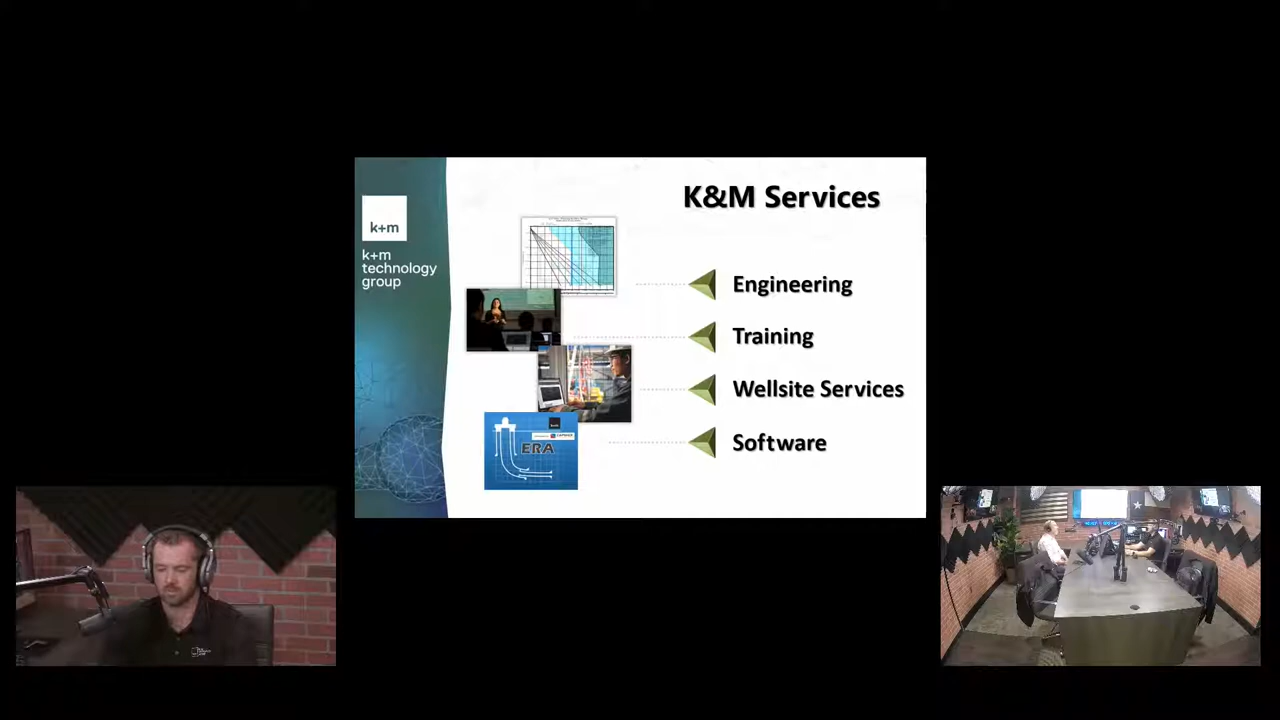 K&M Services
k+m
k+m
technology
group
Engineering
Training
Wellsite Services
Software
ERA